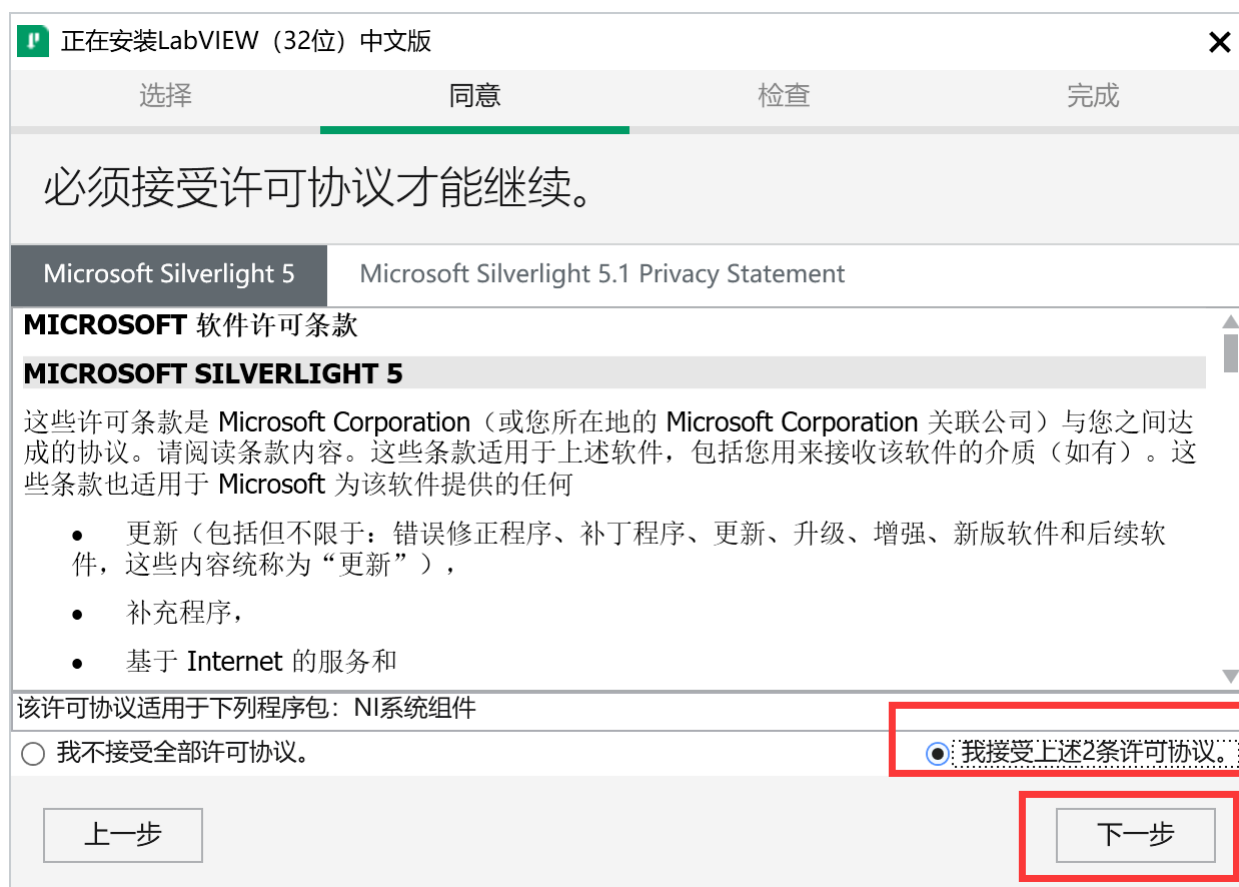 正在安装LabVIEW（32位）中文版
选择 同意 检查 完成
必须接受许可协议才能继续。
Microsoft Silverlight 5 Microsoft Silverlight 5.1 Privacy Statement
MICROSOFT 软件许可条款
MICROSOFT SILVERLIGHT 5
这些许可条款是 Microsoft Corporation（或您所在地的 Microsoft Corporation 关联公司）与您之间达
成的协议。请阅读条款内容。这些条款适用于上述软件，包括您用来接收该软件的介质（如有）。这
些条款也适用于 Microsoft 为该软件提供的任何
• 更新（包括但不限于：错误修正程序、补丁程序、更新、升级、增强、新版软件和后续软
件，这些内容统称为“更新”），
• 补充程序，
• 基于 Internet 的服务和
该许可协议适用于下列程序包：NI系统组件
我不接受全部许可协议。 我接受上述2条许可协议。
上一步 下一步